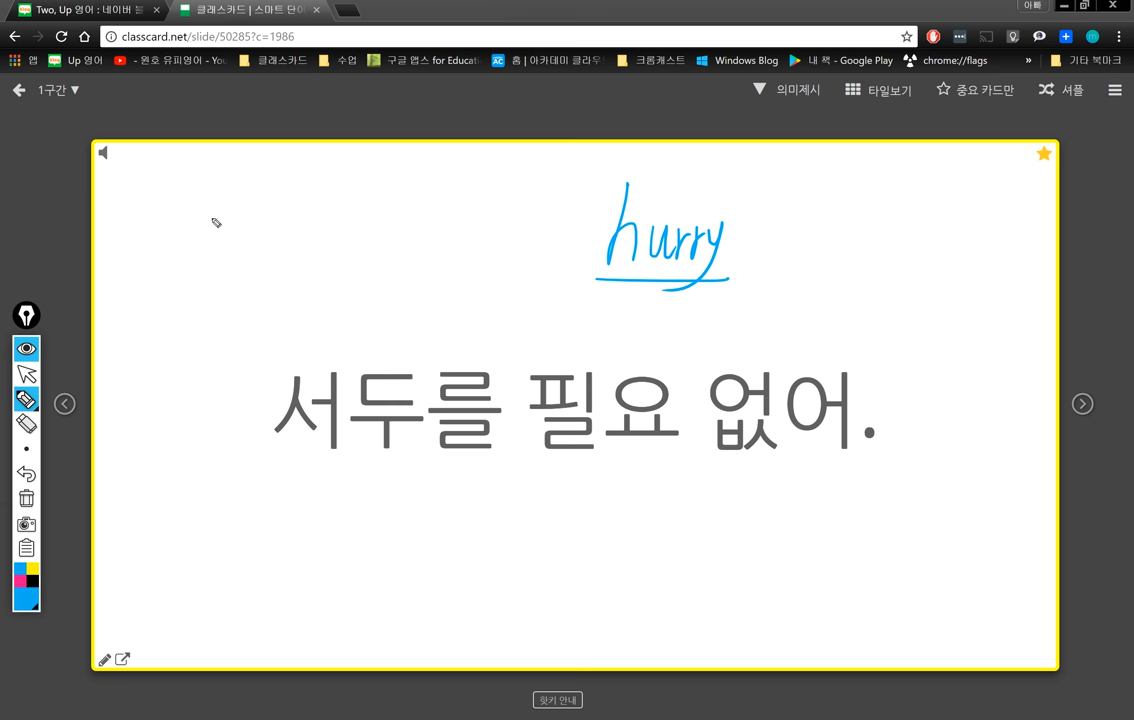 Two, Up 영어 : 네이버 블
클래스카드 | 스마트 단어
아빠
classcard.net/slide/50285?c=1986
앱
blog
Up 영어
- 원호 유피영어 - You
클래스카드
수업
구글 앱스 for Educati
AC
홈 | 아카데미 클라우
크롬캐스트
Windows Blog
내 책 - Google Play
chrome://flags
»
기타 북마크
1구간 ▼
▼ 의미제시
타일보기
중요 카드만
셔플
hurry
서두를 필요 없어.
핫키 안내